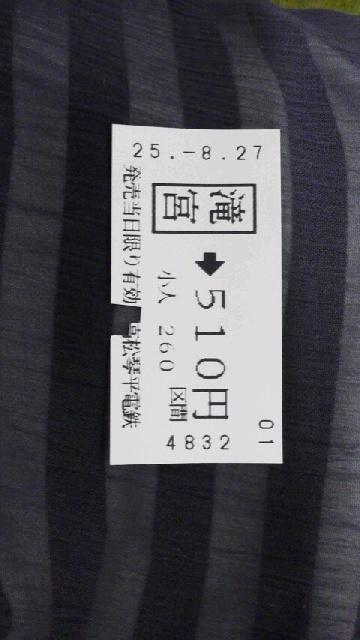 25.-8.27
滝宮
➡510円
小人 260 区間
発売当日限り有効 高松琴平電鉄
01
4832